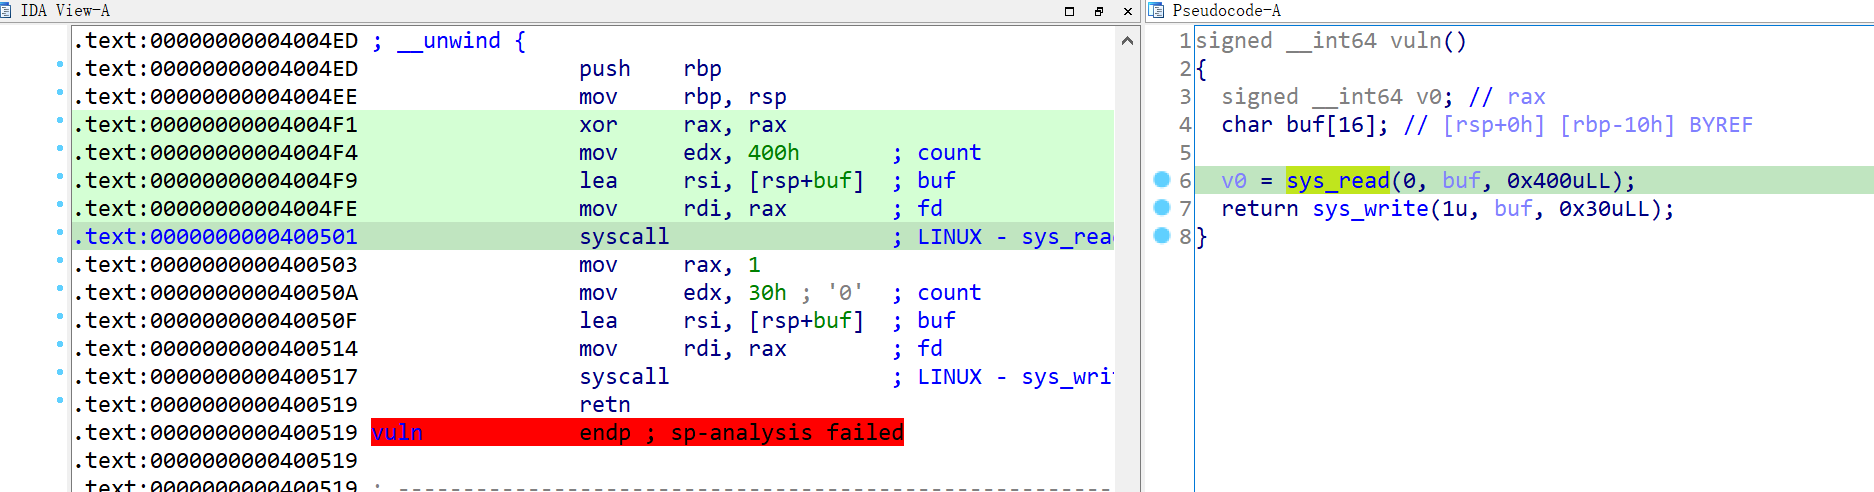 IDA View-A
.text:00000000004004ED ; __unwind {
.text:00000000004004ED push rbp
.text:00000000004004EE mov rbp, rsp
.text:00000000004004F1 xor rax, rax
.text:00000000004004F4 mov edx, 400h ; count
.text:00000000004004F9 lea rsi, [rsp+buf] ; buf
.text:00000000004004FE mov rdi, rax ; fd
.text:0000000000400501 syscall ; LINUX - sys_rea
.text:0000000000400503 mov rax, 1
.text:000000000040050A mov edx, 30h ; '0' ; count
.text:000000000040050F lea rsi, [rsp+buf] ; buf
.text:0000000000400514 mov rdi, rax ; fd
.text:0000000000400517 syscall ; LINUX - sys_wri
.text:0000000000400519 retn
.text:0000000000400519 vuln endp ; sp-analysis failed
.text:0000000000400519
.text:0000000000400519 ; ------------------------------------------------------
Pseudocode-A
1 signed __int64 vuln()
2 {
3 signed __int64 v0; // rax
4 char buf[16]; // [rsp+0h] [rbp-10h] BYREF
5
6 v0 = sys_read(0, buf, 0x400uLL);
7 return sys_write(1u, buf, 0x30uLL);
8 }